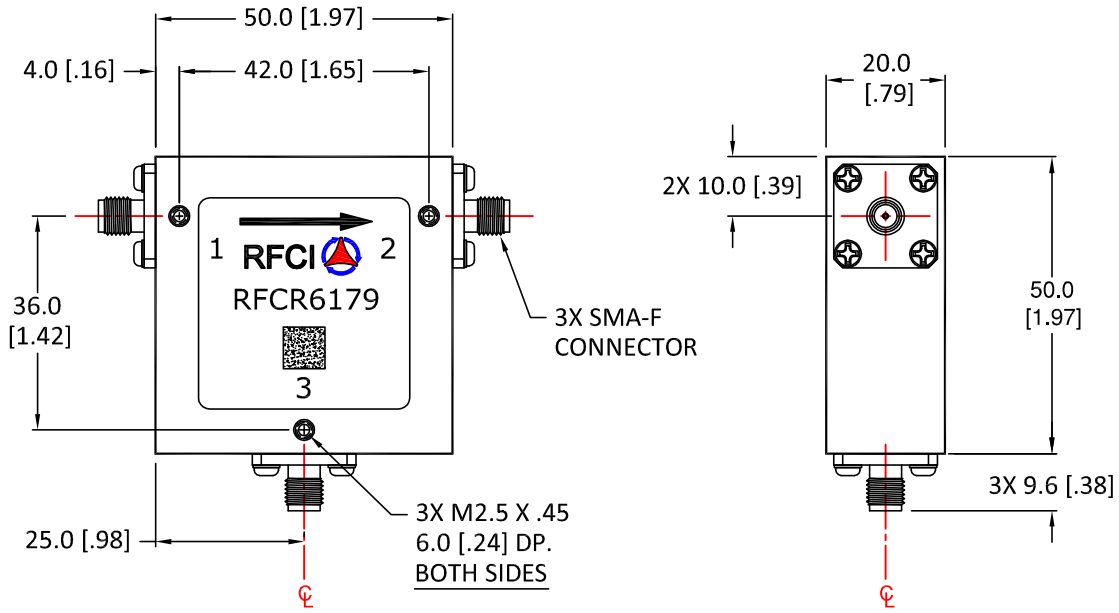 50.0 [1.97]
4.0 [.16]
42.0 [1.65]
20.0
[.79]
2X 10.0 [.39]
1
2
RFCI
RFCR6179
3
36.0
[1.42]
3X SMA-F
CONNECTOR
50.0
[1.97]
3X 9.6 [.38]
25.0 [.98]
3X M2.5 X .45
6.0 [.24] DP.
BOTH SIDES
℄
℄